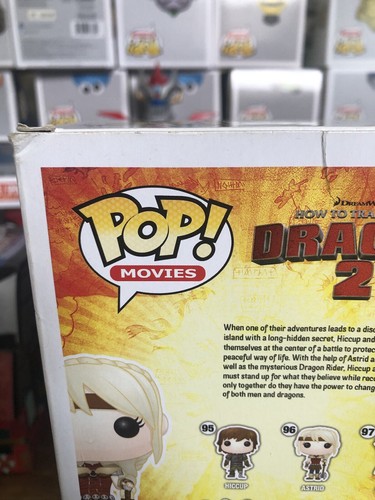 DREAMW
HOW TO TRA
DRAG
2
POP!
MOVIES
When one of their adventures leads to a disc
island with a long-hidden secret, Hiccup and
themselves at the center of a battle to protec
peaceful way of life. With the help of Astrid a
well as the mysterious Dragon Rider, Hiccup a
must stand up for what they believe while reco
only together do they have the power to change
of both men and dragons.
95
96
97
HICCUP
ASTRID